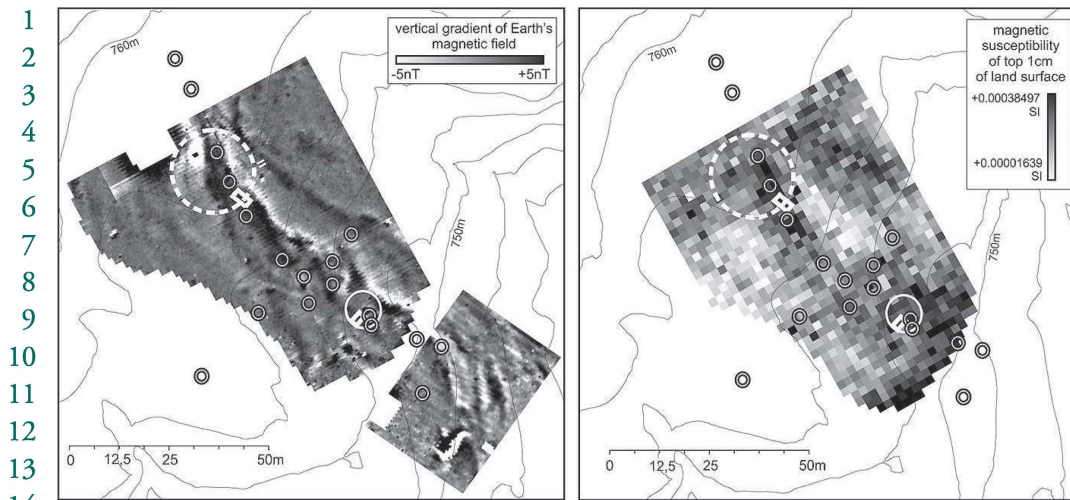 1
2
3
4
5
6
7
8
9
10
11
12
13
760m
vertical gradient of Earth's
magnetic field
-5nT +5nT
750m
0 12,5 25 50m
760m
magnetic
susceptibility
of top 1cm
of land surface
+0.00038497
SI
+0.00001639
SI
750m
0 12.5 25 50m